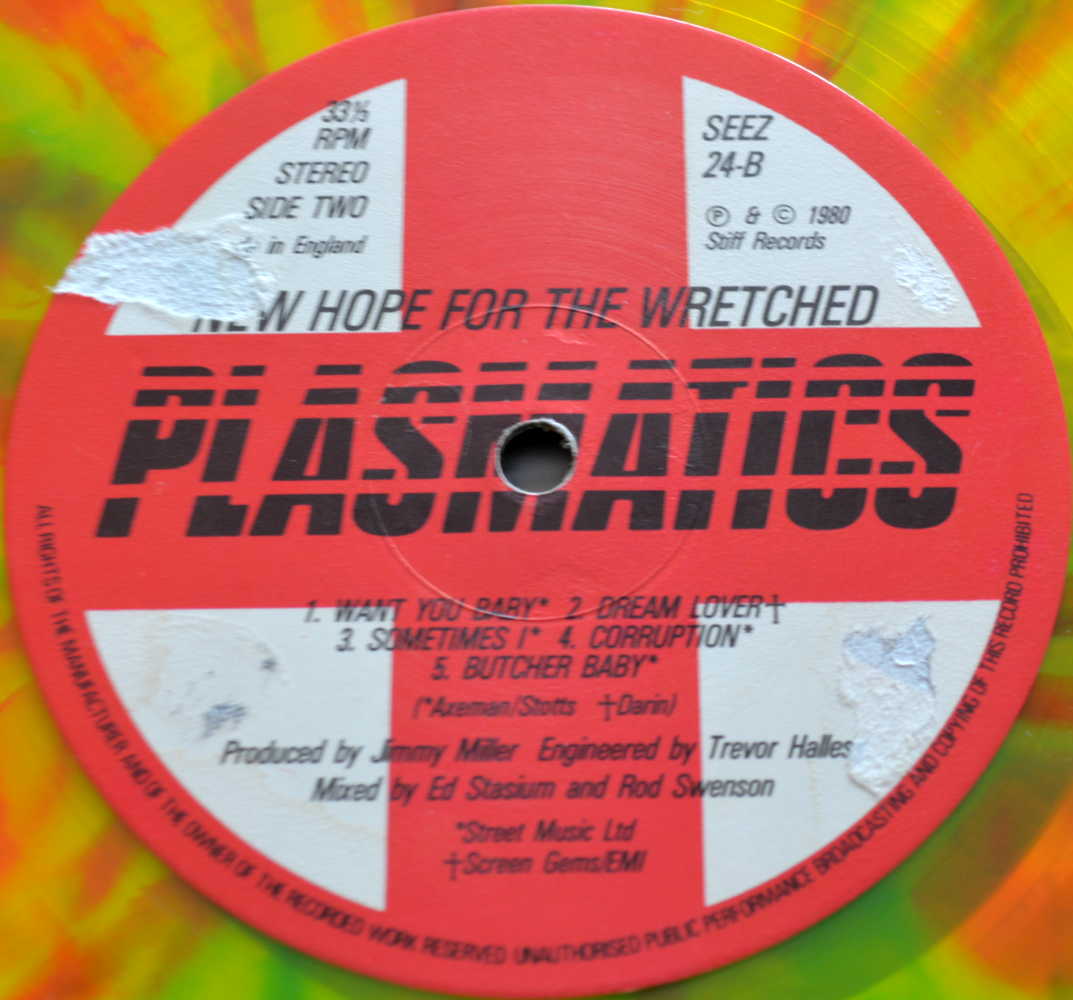 33⅓
RPM
STEREO
SIDE TWO
in England
SEEZ
24-B
Ⓟ & © 1980
Stiff Records
NEW HOPE FOR THE WRETCHED
PLASMATICS
1. WANT YOU BABY* 2. DREAM LOVER†
3. SOMETIMES I* 4. CORRUPTION*
5. BUTCHER BABY*
(*Axeman/Stotts †Darin)
Produced by Jimmy Miller Engineered by Trevor Halles
Mixed by Ed Stasium and Rod Swenson
*Street Music Ltd
†Screen Gems/EMI
ALL RIGHTS OF THE MANUFACTURER AND OF THE OWNER OF THE RECORDED WORK RESERVED UNAUTHORISED PUBLIC PERFORMANCE BROADCASTING AND COPYING OF THIS RECORD PROHIBITED